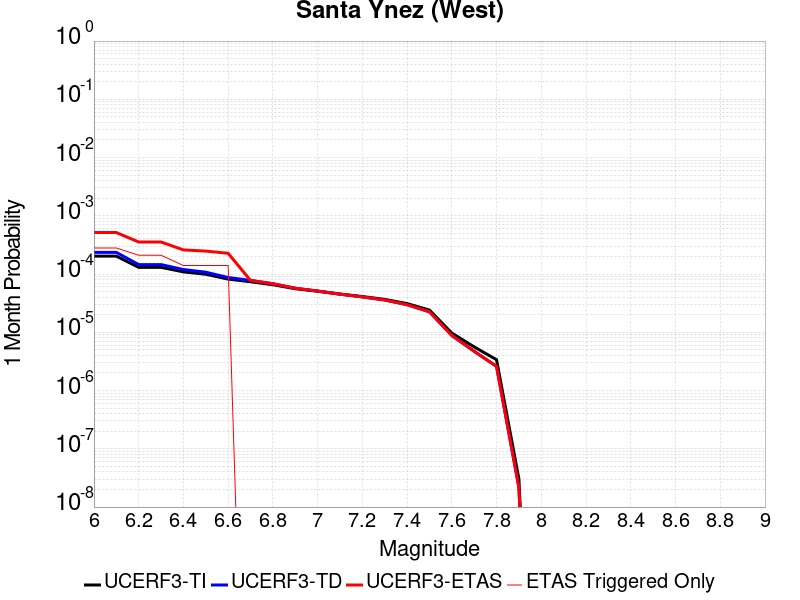 Santa Ynez (West)
10^0
10^-1
10^-2
10^-3
10^-4
10^-5
10^-6
10^-7
10^-8
1 Month Probability
6 6.2 6.4 6.6 6.8 7 7.2 7.4 7.6 7.8 8 8.2 8.4 8.6 8.8 9
Magnitude
UCERF3-TI UCERF3-TD UCERF3-ETAS ETAS Triggered Only